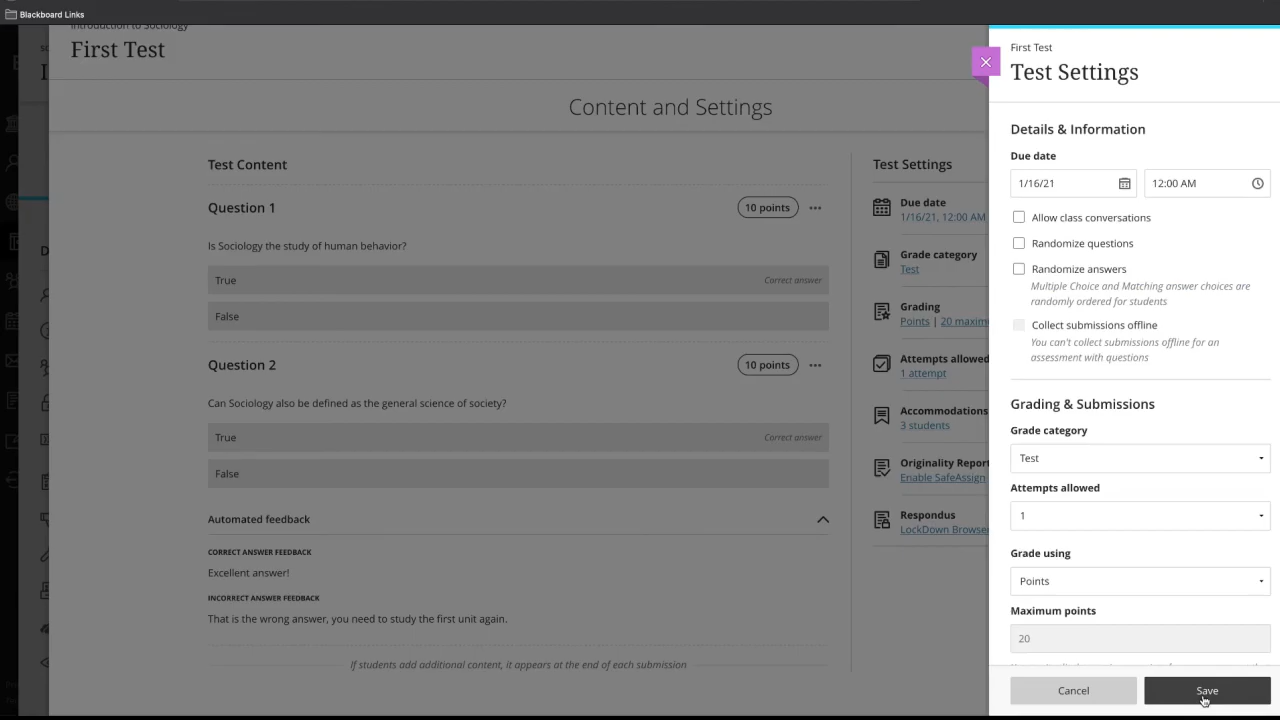 Blackboard Links
Introduction to Sociology
First Test
Content and Settings
Test Content
Question 1
10 points
Is Sociology the study of human behavior?
True
Correct answer
False
Question 2
10 points
Can Sociology also be defined as the general science of society?
True
Correct answer
False
Automated feedback
CORRECT ANSWER FEEDBACK
Excellent answer!
INCORRECT ANSWER FEEDBACK
That is the wrong answer, you need to study the first unit again.
If students add additional content, it appears at the end of each submission
Test Settings
Due date
1/16/21, 12:00 AM
Grade category
Test
Grading
Points | 20 maxim
Attempts allowed
1 attempt
Accommodations
3 students
Originality Report
Enable SafeAssign
Respondus
LockDown Browser
First Test
Test Settings
Details & Information
Due date
1/16/21
12:00 AM
Allow class conversations
Randomize questions
Randomize answers
Multiple Choice and Matching answer choices are
randomly ordered for students
Collect submissions offline
You can't collect submissions offline for an
assessment with questions
Grading & Submissions
Grade category
Test
Attempts allowed
1
Grade using
Points
Maximum points
20
Cancel
Save